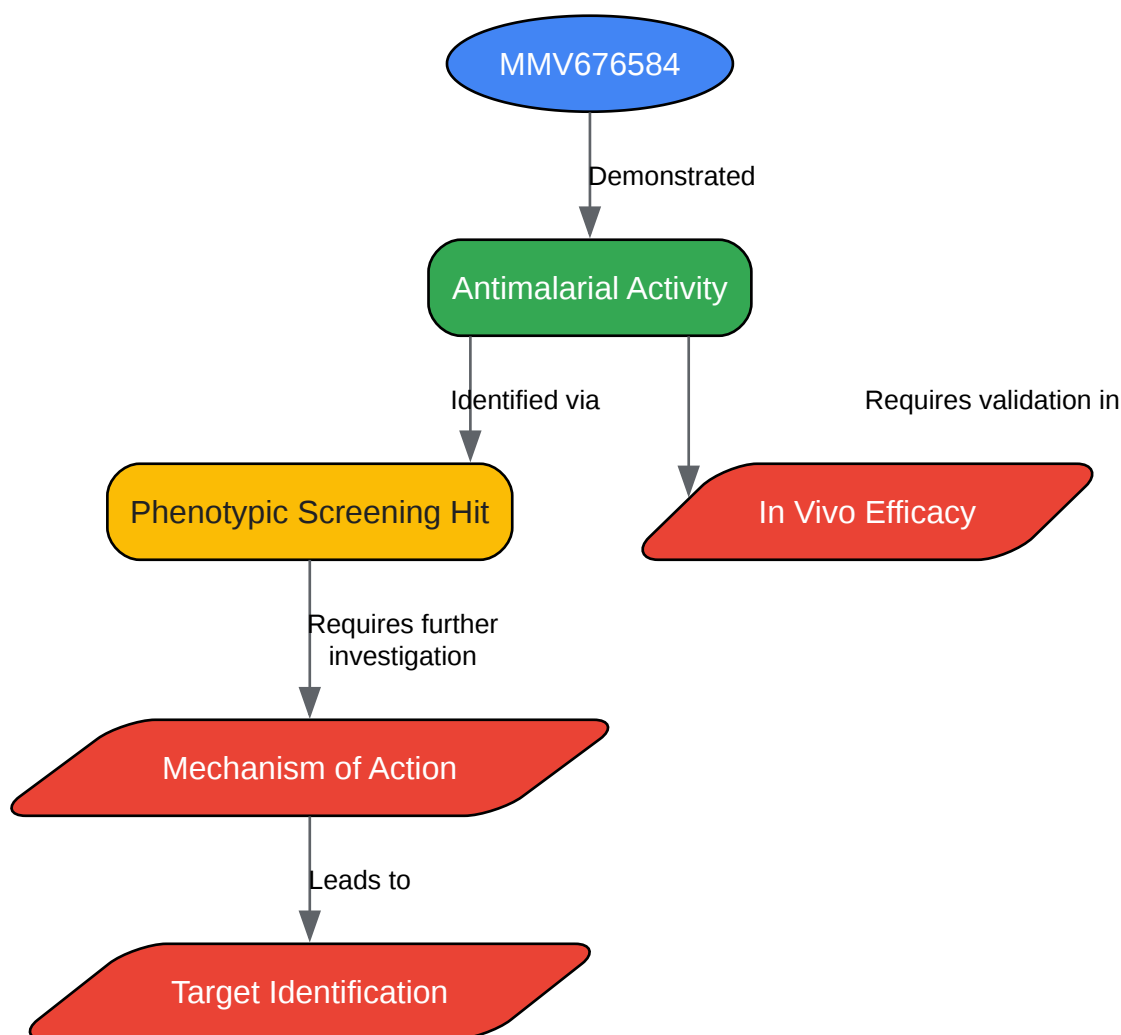 MMV676584
Demonstrated
Antimalarial Activity
Identified via
Requires validation in
Phenotypic Screening Hit
In Vivo Efficacy
Requires further
investigation
Mechanism of Action
Leads to
Target Identification